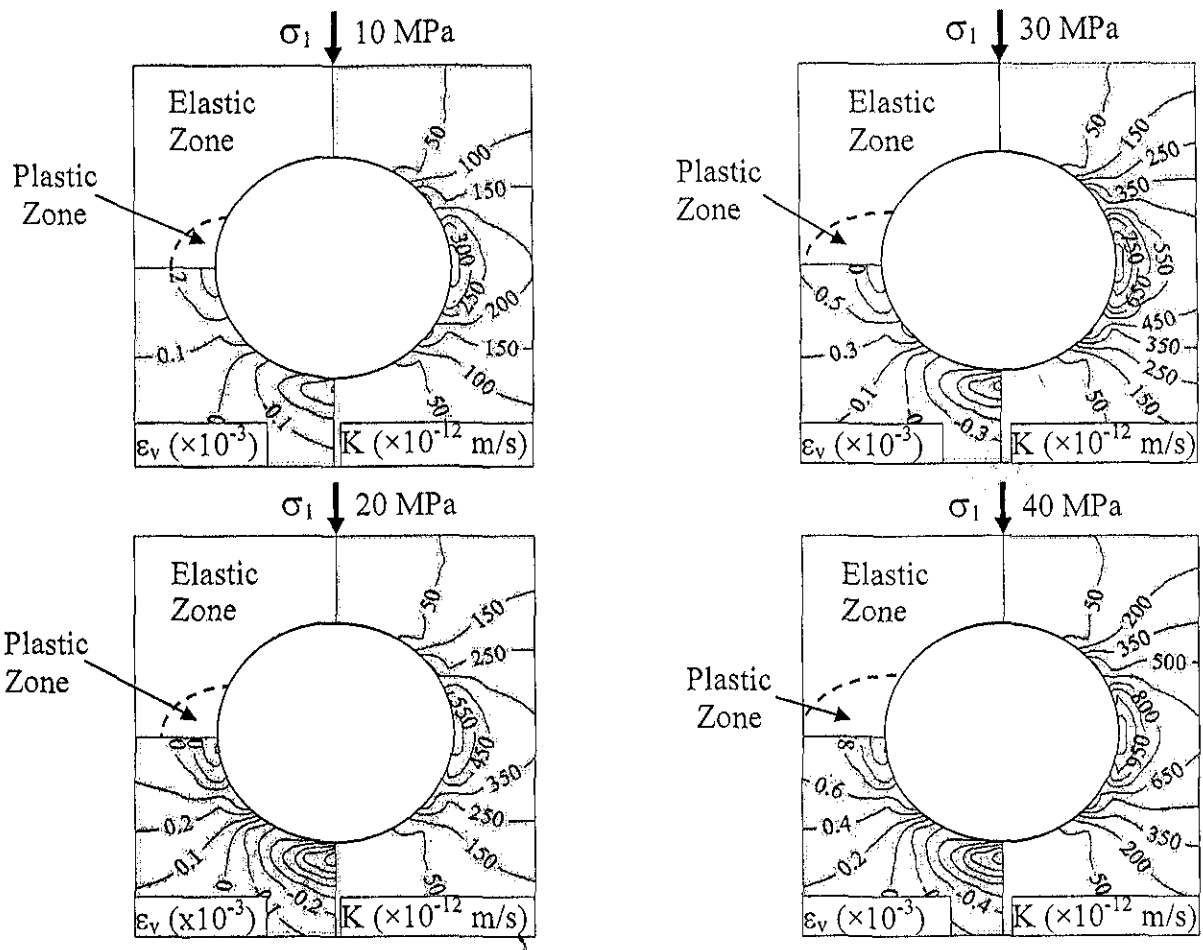 σ₁ 10 MPa
Elastic
Zone
Plastic
Zone
50
100
150
300
250
200
150
100
50
2
0.1
0
-0.1
εᵥ (×10⁻³)
K (×10⁻¹² m/s)
σ₁ 30 MPa
Elastic
Zone
Plastic
Zone
50
150
250
350
750
550
650
450
350
250
150
50
0
0.5
0.3
0.1
0
-0.3
εᵥ (×10⁻³)
K (×10⁻¹² m/s)
σ₁ 20 MPa
Elastic
Zone
Plastic
Zone
50
150
250
550
450
350
250
150
50
0
0
0.2
0.1
0
-0.2
εᵥ (x10⁻³)
K (×10⁻¹² m/s)
σ₁ 40 MPa
Elastic
Zone
Plastic
Zone
50
200
350
500
800
950
650
350
200
50
8
0.6
0.4
0.2
0
-0.4
εᵥ (×10⁻³)
K (×10⁻¹² m/s)